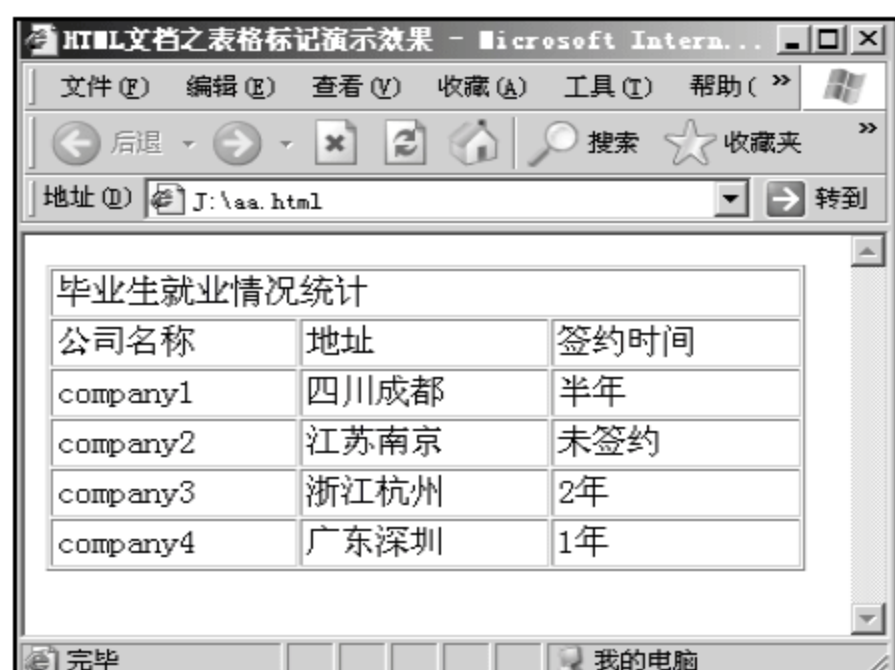 HTML文档之表格标记演示效果 - Microsoft Intern...
文件(F) 编辑(E) 查看(V) 收藏(A) 工具(T) 帮助( »
后退 搜索 收藏夹 »
地址(D) J:\aa.html 转到
毕业生就业情况统计
公司名称 地址 签约时间
company1 四川成都 半年
company2 江苏南京 未签约
company3 浙江杭州 2年
company4 广东深圳 1年
完毕 我的电脑